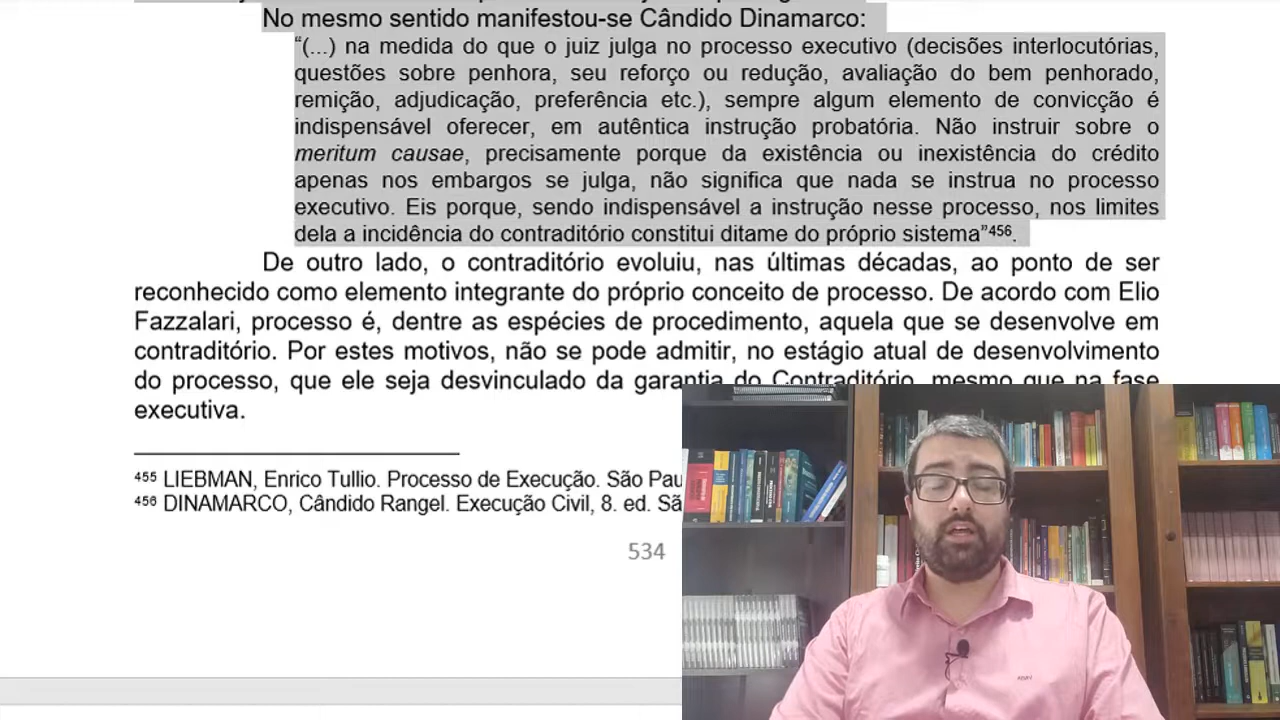 No mesmo sentido manifestou-se Cândido Dinamarco:
“(...) na medida do que o juiz julga no processo executivo (decisões interlocutórias,
questões sobre penhora, seu reforço ou redução, avaliação do bem penhorado,
remição, adjudicação, preferência etc.), sempre algum elemento de convicção é
indispensável oferecer, em autêntica instrução probatória. Não instruir sobre o
meritum causae, precisamente porque da existência ou inexistência do crédito
apenas nos embargos se julga, não significa que nada se instrua no processo
executivo. Eis porque, sendo indispensável a instrução nesse processo, nos limites
dela a incidência do contraditório constitui ditame do próprio sistema”⁴⁵⁶.
De outro lado, o contraditório evoluiu, nas últimas décadas, ao ponto de ser
reconhecido como elemento integrante do próprio conceito de processo. De acordo com Elio
Fazzalari, processo é, dentre as espécies de procedimento, aquela que se desenvolve em
contraditório. Por estes motivos, não se pode admitir, no estágio atual de desenvolvimento
do processo, que ele seja desvinculado da garantia do Contraditório, mesmo que na fase
executiva.
⁴⁵⁵ LIEBMAN, Enrico Tullio. Processo de Execução. São Pau
⁴⁵⁶ DINAMARCO, Cândido Rangel. Execução Civil, 8. ed. Sã
534